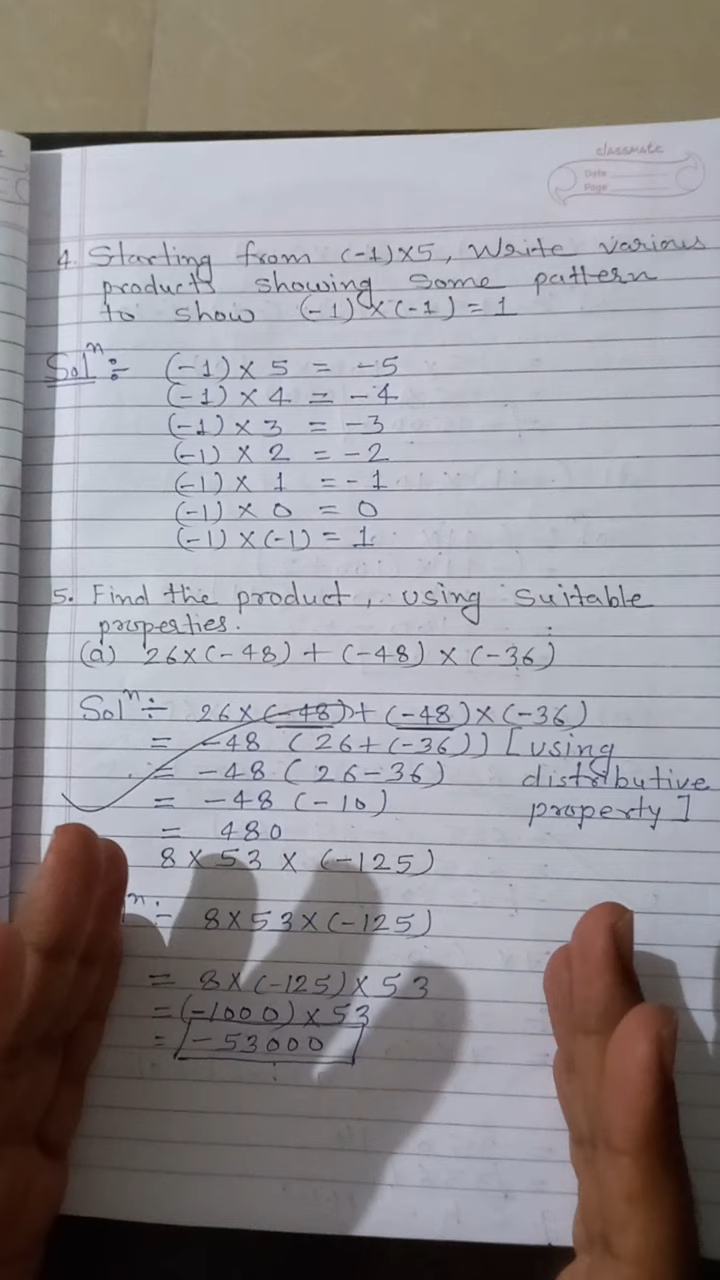 classmate
Date
Page
4. Starting from (-1)×5, Write various
products showing some pattern
to show (-1)×(-1)=1
Solⁿ÷ (-1) × 5 = -5
(-1) × 4 = -4
(-1) × 3 = -3
(-1) × 2 = -2
(-1) × 1 = -1
(-1) × 0 = 0
(-1) × (-1) = 1
5. Find the product, using suitable
properties.
(a) 26×(-48) + (-48) × (-36)
Solⁿ÷ 26×(-48)+(-48)×(-36)
= -48 (26+(-36)) [using
= -48 (26-36) distributive
= -48 (-10) property]
= 480
8 × 53 × (-125)
n÷ 8×53×(-125)
= 8×(-125)×53
=(-1000)×53
= -53000